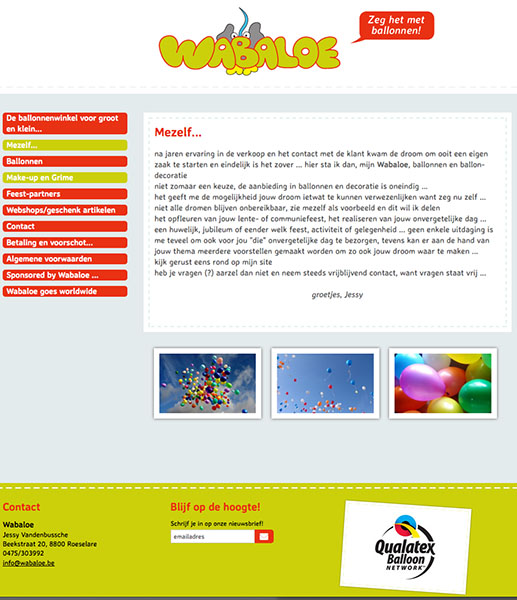 WABALOE
Zeg het met
ballonnen!
De ballonnenwinkel voor groot
en klein...
Mezelf...
Ballonnen
Make-up en Grime
Feest-partners
Webshops/geschenk artikelen
Contact
Betaling en voorschot...
Algemene voorwaarden
Sponsored by Wabaloe ...
Wabaloe goes worldwide
Mezelf...
na jaren ervaring in de verkoop en het contact met de klant kwam de droom om ooit een eigen
zaak te starten en eindelijk is het zover ... hier sta ik dan, mijn Wabaloe, ballonnen en ballon-
decoratie
niet zomaar een keuze, de aanbieding in ballonnen en decoratie is oneindig ...
het geeft me de mogelijkheid jouw droom ietwat te kunnen verwezenlijken want zeg nu zelf ...
niet alle dromen blijven onbereikbaar, zie mezelf als voorbeeld en dit wil ik delen
het opfleuren van jouw lente- of communiefeest, het realiseren van jouw onvergetelijke dag ...
een huwelijk, jubileum of eender welk feest, activiteit of gelegenheid ... geen enkele uitdaging is
me teveel om ook voor jou "die" onvergetelijke dag te bezorgen, tevens kan er aan de hand van
jouw thema meerdere voorstellen gemaakt worden om zo ook jouw droom waar te maken ...
kijk gerust eens rond op mijn site
heb je vragen (?) aarzel dan niet en neem steeds vrijblijvend contact, want vragen staat vrij ...
groetjes, Jessy
Contact
Wabaloe
Jessy Vandenbussche
Beekstraat 20, 8800 Roeselare
0475/303992
info@wabaloe.be
Blijf op de hoogte!
Schrijf je in op onze nieuwsbrief!
emailadres
Qualatex
Balloon
NETWORK